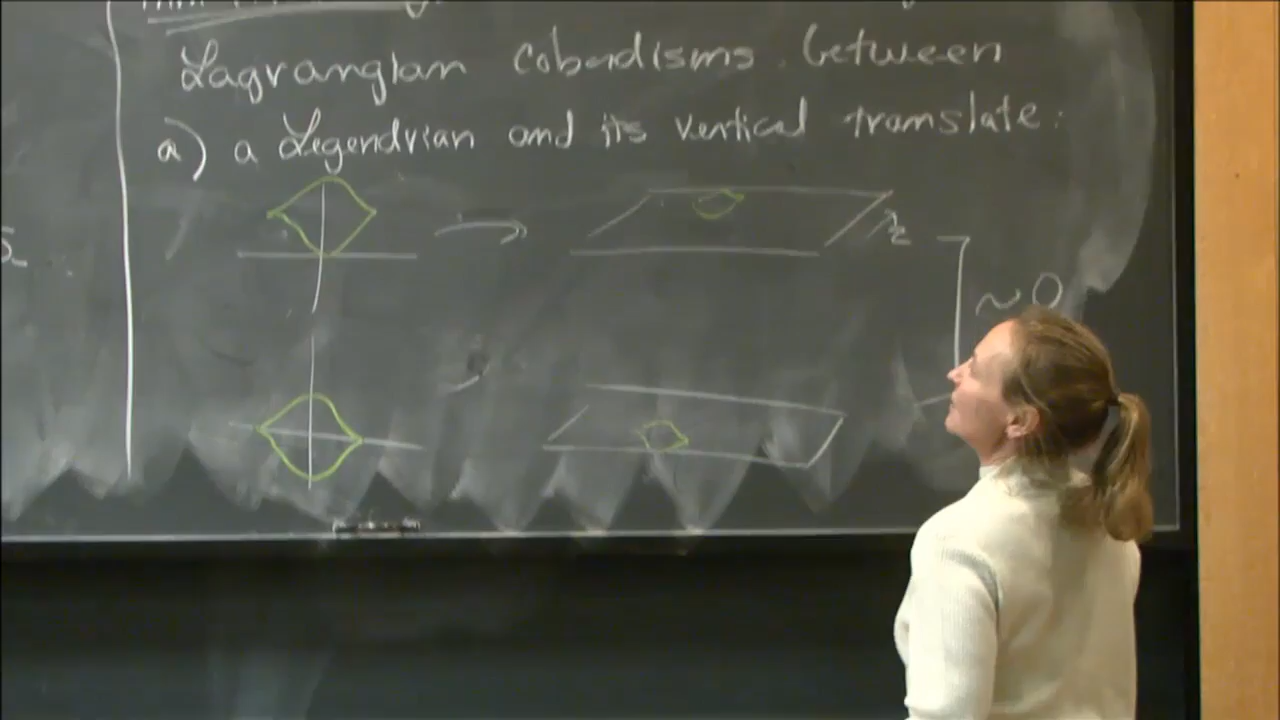 Lagrangian cobordisms between
a) a Legendrian and its vertical translate:
z
~0